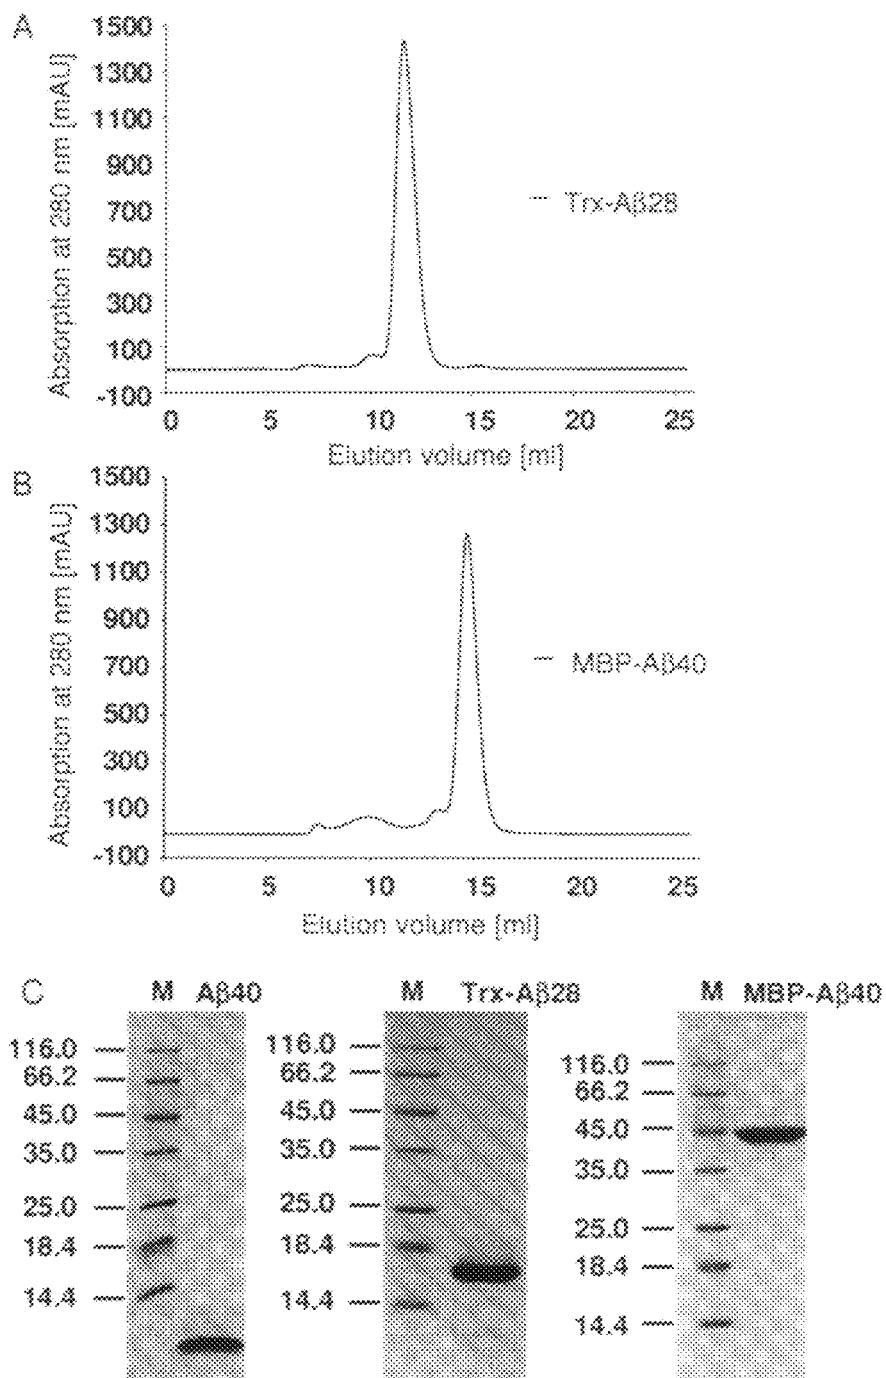 A
1500
1300
1100
900
700
500
300
100
-100
Absorption at 280 nm [mAU]
Trx-Aβ28
0 5 10 15 20 25
Elution volume [ml]
B
1500
1300
1100
900
700
500
300
100
-100
Absorption at 280 nm [mAU]
MBP-Aβ40
0 5 10 15 20 25
Elution volume [ml]
C
M Aβ40
116.0
66.2
45.0
35.0
25.0
18.4
14.4
M Trx-Aβ28
116.0
66.2
45.0
35.0
25.0
18.4
14.4
M MBP-Aβ40
116.0
66.2
45.0
35.0
25.0
18.4
14.4